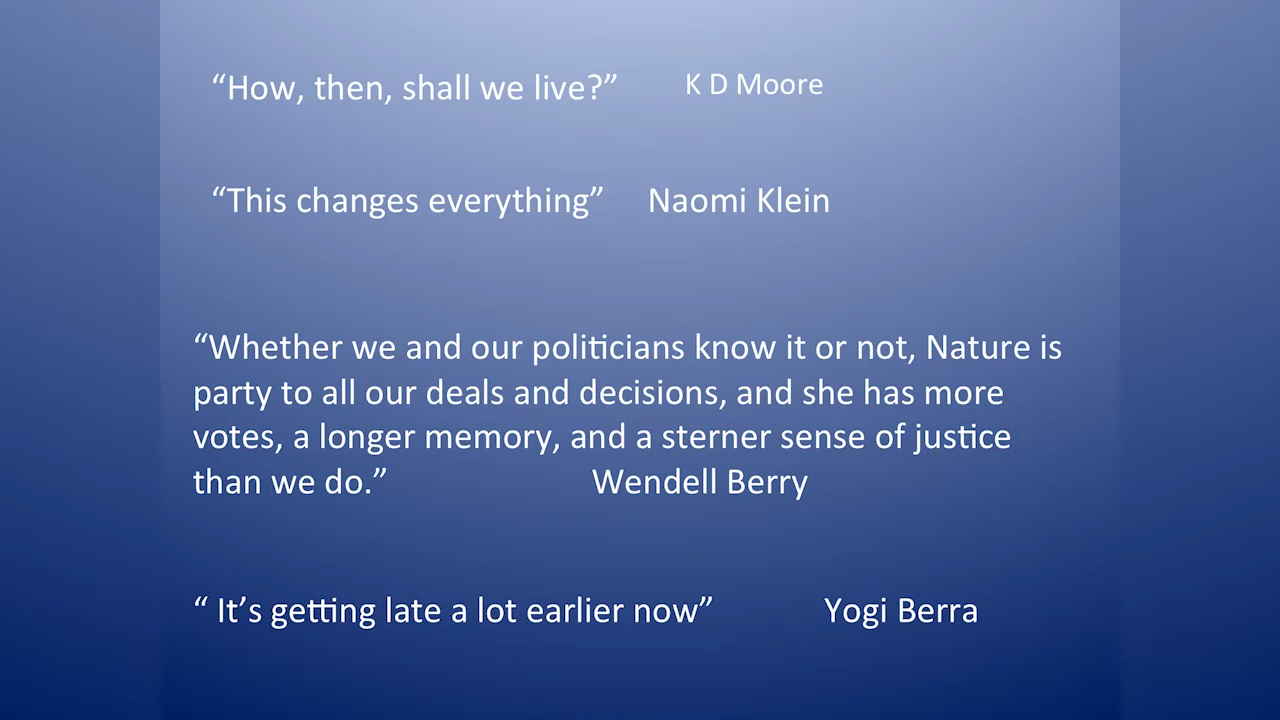 “How, then, shall we live?” K D Moore
“This changes everything” Naomi Klein
“Whether we and our politicians know it or not, Nature is
party to all our deals and decisions, and she has more
votes, a longer memory, and a sterner sense of justice
than we do.” Wendell Berry
“ It’s getting late a lot earlier now” Yogi Berra